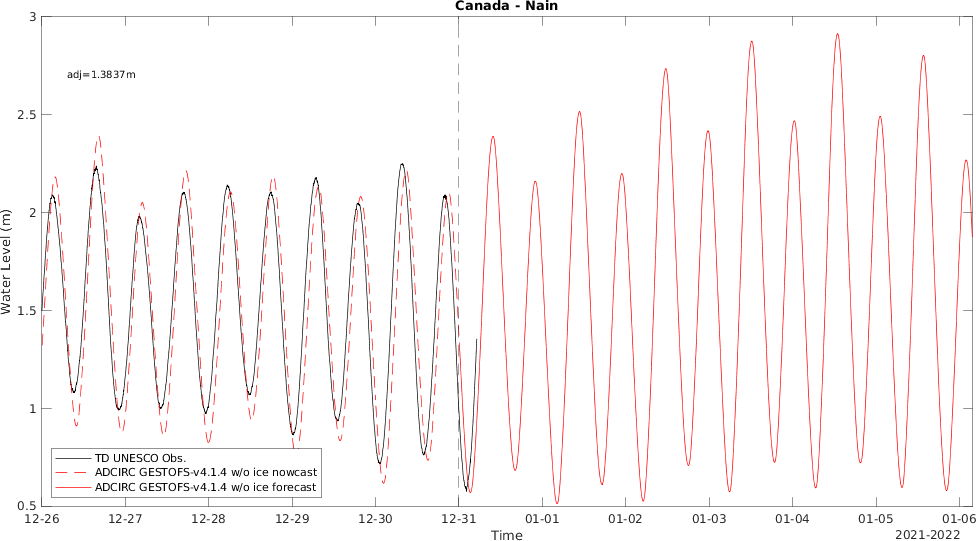 Canada - Nain
adj=1.3837m
Water Level (m)
3
2.5
2
1.5
1
0.5
TD UNESCO Obs.
ADCIRC GESTOFS-v4.1.4 w/o ice nowcast
ADCIRC GESTOFS-v4.1.4 w/o ice forecast
12-26 12-27 12-28 12-29 12-30 12-31 01-01 01-02 01-03 01-04 01-05 01-06
Time
2021-2022